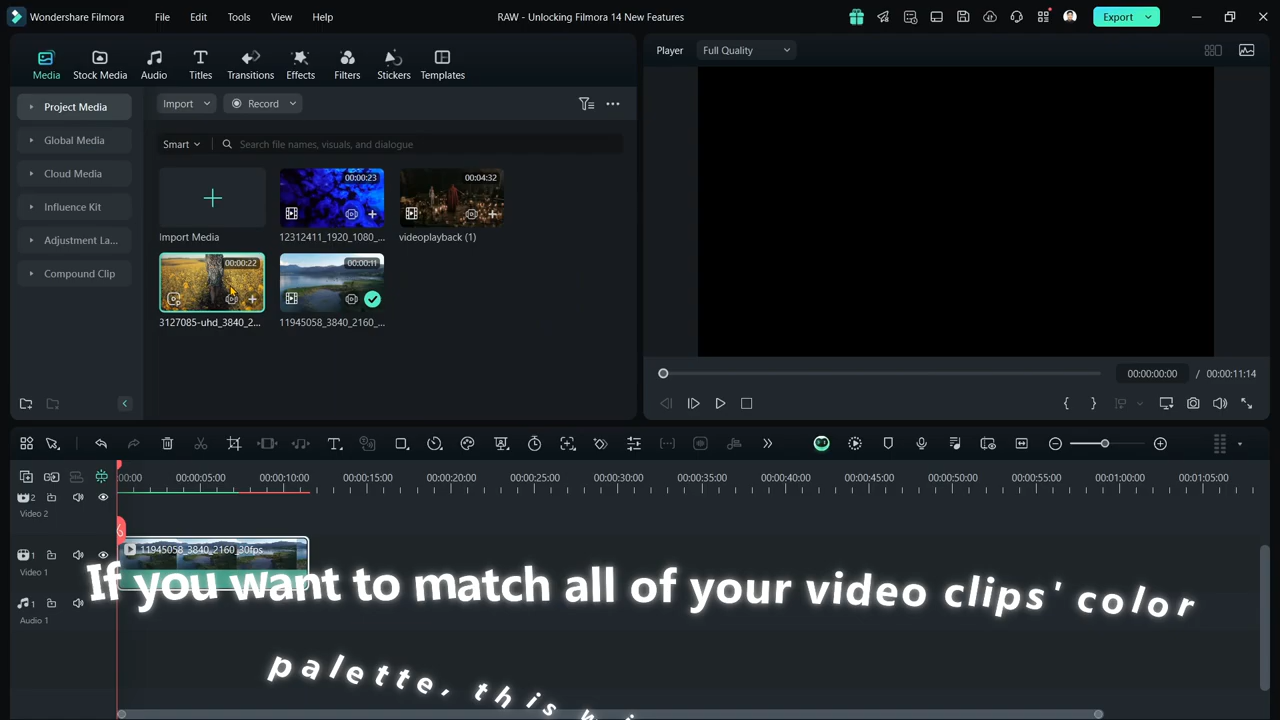 Wondershare Filmora File Edit Tools View Help RAW - Unlocking Filmora 14 New Features Export
Media Stock Media Audio Titles Transitions Effects Filters Stickers Templates
Player Full Quality
Project Media
Global Media
Cloud Media
Influence Kit
Adjustment La...
Compound Clip
Import Record
Smart Search file names, visuals, and dialogue
00:00:23 00:04:32
Import Media 12312411_1920_1080_... videoplayback (1)
00:00:22 00:00:11
3127085-uhd_3840_2... 11945058_3840_2160_...
00:00:00:00 / 00:00:11:14
:00:00 00:00:05:00 00:00:10:00 00:00:15:00 00:00:20:00 00:00:25:00 00:00:30:00 00:00:35:00 00:00:40:00 00:00:45:00 00:00:50:00 00:00:55:00 00:01:00:00 00:01:05:00
2
Video 2
1
11945058_3840_2160_30fps
Video 1
1
Audio 1
If you want to match all of your video clips' color
palette, this